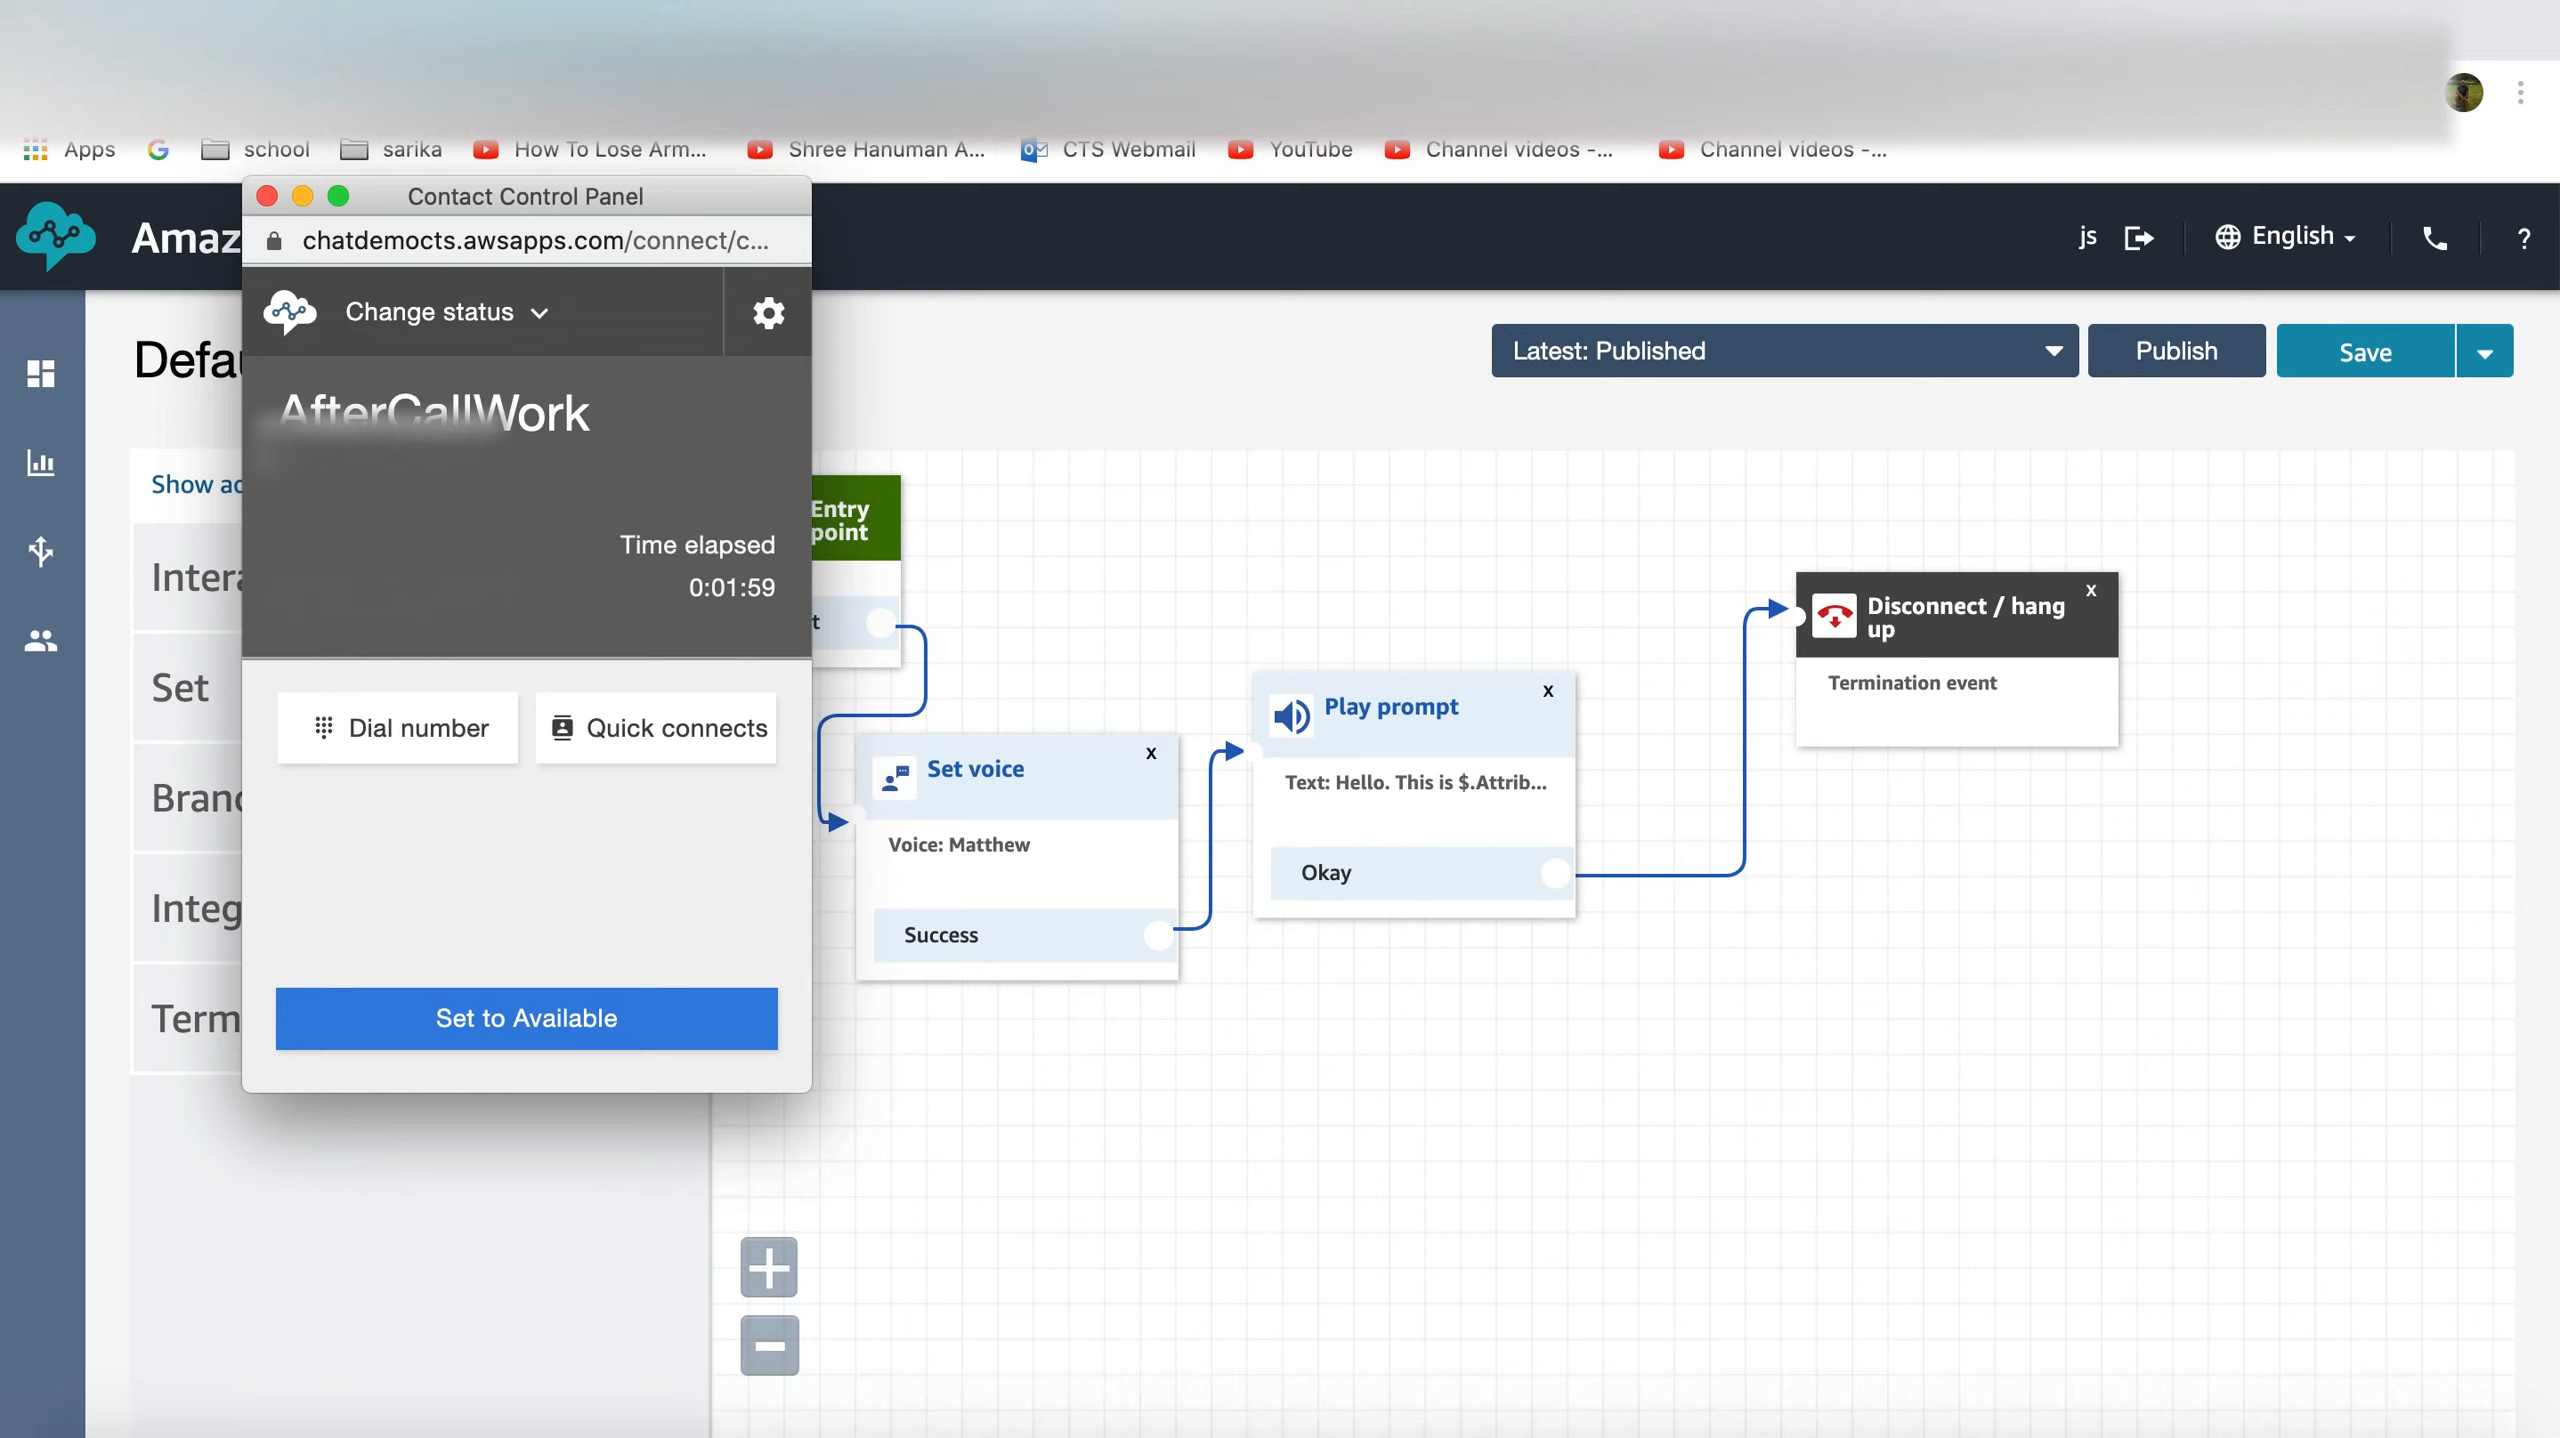 Apps
school
sarika
How To Lose Arm...
Shree Hanuman A...
CTS Webmail
YouTube
Channel videos -...
Channel videos -...
Contact Control Panel
chatdemocts.awsapps.com/connect/c...
Amaz
js
English
?
Change status
Defau
Latest: Published
Publish
Save
AfterCallWork
Show ad
Time elapsed
0:01:59
Intera
Set
Branc
Integ
Term
Dial number
Quick connects
Set to Available
Entry
point
t
Set voice
x
Voice: Matthew
Success
Play prompt
x
Text: Hello. This is $.Attrib...
Okay
Disconnect / hang
up
x
Termination event